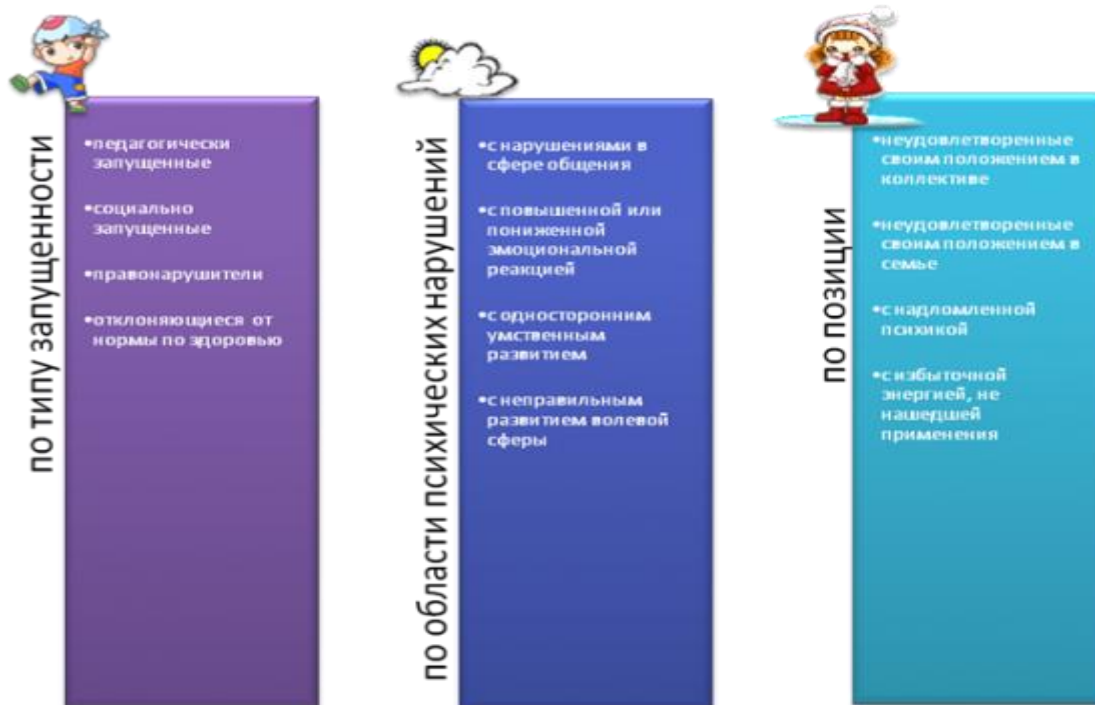 по типу запущенности
•педагогически
запущенные
•социально
запущенные
•правонарушители
•отклоняющиеся от
нормы по здоровью
по области психических нарушений
•с нарушениями в
сфере общения
•с повышенной или
пониженной
эмоциональной
реакцией
•с односторонним
умственным
развитием
•с неправильным
развитием волевой
сферы
по позиции
•неудовлетворенные
своим положением в
коллективе
•неудовлетворенные
своим положением в
семье
•с надломленной
психикой
•с избыточной
энергией, не
нашедшей
применения